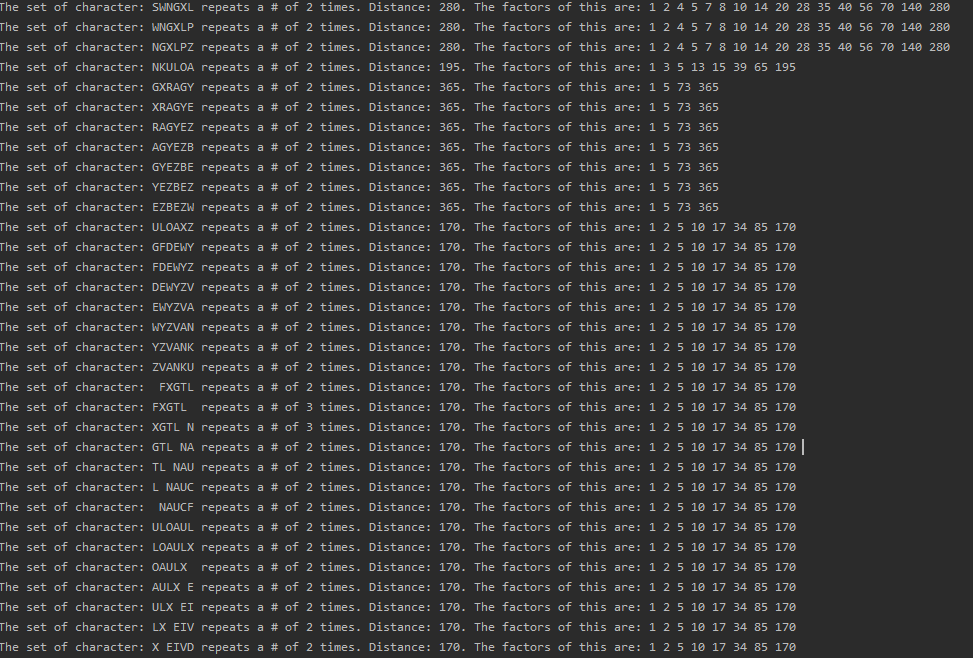 The set of character: SWNGXL repeats a # of 2 times. Distance: 280. The factors of this are: 1 2 4 5 7 8 10 14 20 28 35 40 56 70 140 280
The set of character: WNGXLP repeats a # of 2 times. Distance: 280. The factors of this are: 1 2 4 5 7 8 10 14 20 28 35 40 56 70 140 280
The set of character: NGXLPZ repeats a # of 2 times. Distance: 280. The factors of this are: 1 2 4 5 7 8 10 14 20 28 35 40 56 70 140 280
The set of character: NKULOA repeats a # of 2 times. Distance: 195. The factors of this are: 1 3 5 13 15 39 65 195
The set of character: GXRAGY repeats a # of 2 times. Distance: 365. The factors of this are: 1 5 73 365
The set of character: XRAGYE repeats a # of 2 times. Distance: 365. The factors of this are: 1 5 73 365
The set of character: RAGYEZ repeats a # of 2 times. Distance: 365. The factors of this are: 1 5 73 365
The set of character: AGYEZB repeats a # of 2 times. Distance: 365. The factors of this are: 1 5 73 365
The set of character: GYEZBE repeats a # of 2 times. Distance: 365. The factors of this are: 1 5 73 365
The set of character: YEZBEZ repeats a # of 2 times. Distance: 365. The factors of this are: 1 5 73 365
The set of character: EZBEZW repeats a # of 2 times. Distance: 365. The factors of this are: 1 5 73 365
The set of character: ULOAXZ repeats a # of 2 times. Distance: 170. The factors of this are: 1 2 5 10 17 34 85 170
The set of character: GFDEWY repeats a # of 2 times. Distance: 170. The factors of this are: 1 2 5 10 17 34 85 170
The set of character: FDEWYZ repeats a # of 2 times. Distance: 170. The factors of this are: 1 2 5 10 17 34 85 170
The set of character: DEWYZV repeats a # of 2 times. Distance: 170. The factors of this are: 1 2 5 10 17 34 85 170
The set of character: EWYZVA repeats a # of 2 times. Distance: 170. The factors of this are: 1 2 5 10 17 34 85 170
The set of character: WYZVAN repeats a # of 2 times. Distance: 170. The factors of this are: 1 2 5 10 17 34 85 170
The set of character: YZVANK repeats a # of 2 times. Distance: 170. The factors of this are: 1 2 5 10 17 34 85 170
The set of character: ZVANKU repeats a # of 2 times. Distance: 170. The factors of this are: 1 2 5 10 17 34 85 170
The set of character:  FXGTL repeats a # of 2 times. Distance: 170. The factors of this are: 1 2 5 10 17 34 85 170
The set of character: FXGTL  repeats a # of 3 times. Distance: 170. The factors of this are: 1 2 5 10 17 34 85 170
The set of character: XGTL N repeats a # of 3 times. Distance: 170. The factors of this are: 1 2 5 10 17 34 85 170
The set of character: GTL NA repeats a # of 2 times. Distance: 170. The factors of this are: 1 2 5 10 17 34 85 170
The set of character: TL NAU repeats a # of 2 times. Distance: 170. The factors of this are: 1 2 5 10 17 34 85 170
The set of character: L NAUC repeats a # of 2 times. Distance: 170. The factors of this are: 1 2 5 10 17 34 85 170
The set of character:  NAUCF repeats a # of 2 times. Distance: 170. The factors of this are: 1 2 5 10 17 34 85 170
The set of character: ULOAUL repeats a # of 2 times. Distance: 170. The factors of this are: 1 2 5 10 17 34 85 170
The set of character: LOAULX repeats a # of 2 times. Distance: 170. The factors of this are: 1 2 5 10 17 34 85 170
The set of character: OAULX  repeats a # of 2 times. Distance: 170. The factors of this are: 1 2 5 10 17 34 85 170
The set of character: AULX E repeats a # of 2 times. Distance: 170. The factors of this are: 1 2 5 10 17 34 85 170
The set of character: ULX EI repeats a # of 2 times. Distance: 170. The factors of this are: 1 2 5 10 17 34 85 170
The set of character: LX EIV repeats a # of 2 times. Distance: 170. The factors of this are: 1 2 5 10 17 34 85 170
The set of character: X EIVD repeats a # of 2 times. Distance: 170. The factors of this are: 1 2 5 10 17 34 85 170